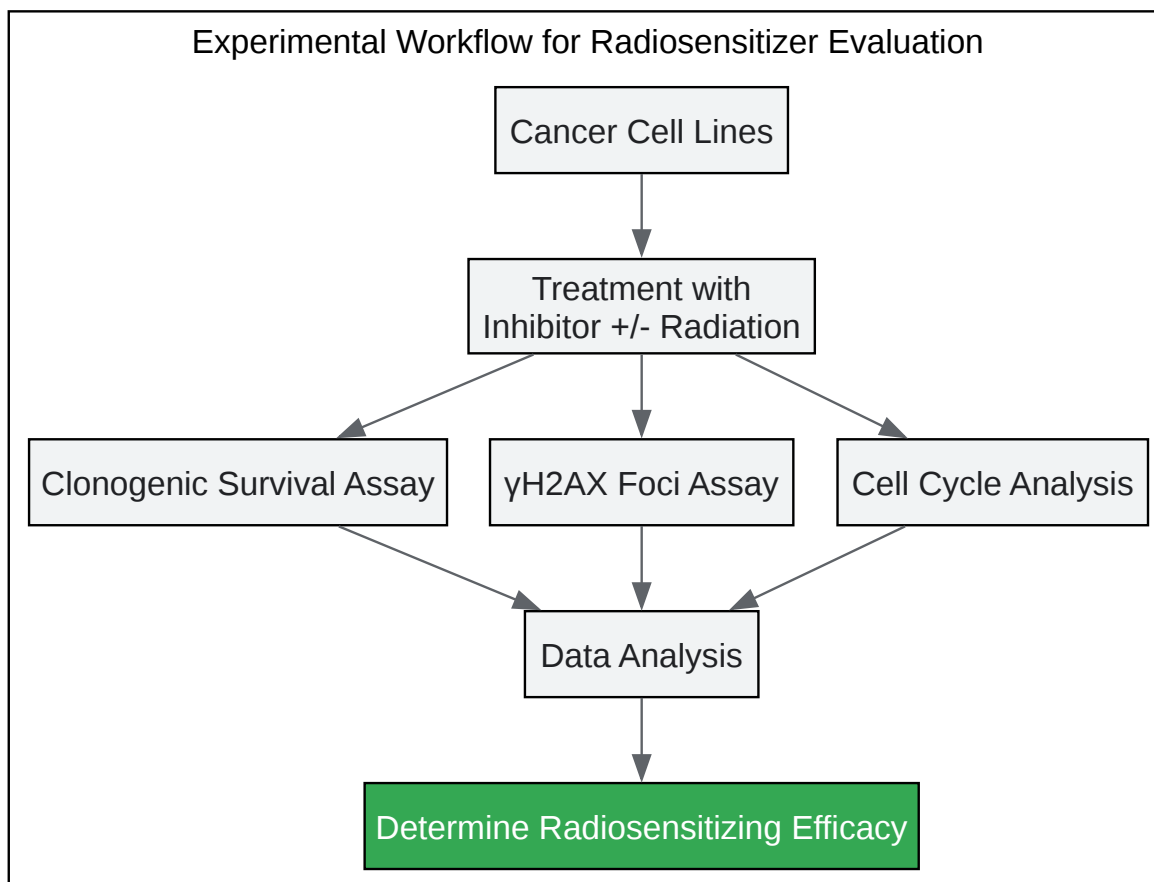 Experimental Workflow for Radiosensitizer Evaluation
Cancer Cell Lines
Treatment with
Inhibitor +/- Radiation
Clonogenic Survival Assay
γH2AX Foci Assay
Cell Cycle Analysis
Data Analysis
Determine Radiosensitizing Efficacy